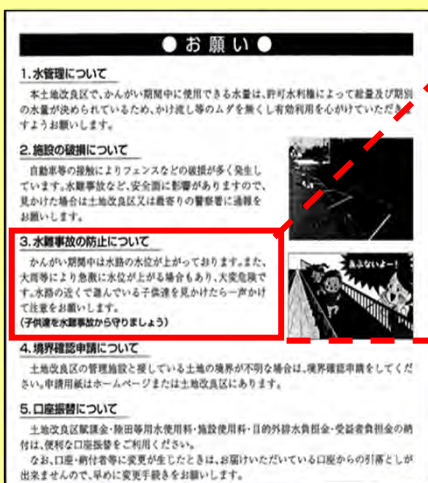 ● お願い ●
1.水管理について
本土地改良区で、かんがい期間中に使用できる水量は、許可水利権によって総量及び期別
の水量が決められているため、かけ流し等のムダを無くし有効利用を心がけていただきま
すようお願いします。
2.施設の破損について
自動車等の接触によりフェンスなどの破損が多く発生し
ています。水難事故など、安全面に影響がありますので、
見かけた場合は土地改良区又は最寄りの警察署に通報を
お願いします。
3.水難事故の防止について
かんがい期間中は水路の水位が上がっております。また、
大雨等により急激に水位が上がる場合もあり、大変危険で
す。水路の近くで遊んでいる子供達を見かけたら一声かけ
て注意をお願いします。
(子供達を水難事故から守りましょう)
あぶないよー!
4.境界確認申請について
土地改良区の管理施設と接している土地の境界が不明な場合は、境界確認申請をしてくだ
さい。申請用紙はホームページまたは土地改良区にあります。
5.口座振替について
土地改良区賦課金・除田等用水使用料・施設使用料・目的外排水負担金・受益者負担金の納
付は、便利な口座振替をご利用ください。
なお、口座・納付者等に変更が生じたときは、お届けいただいている口座からの引落としが
出来ませんので、早めに変更手続きをお願いします。